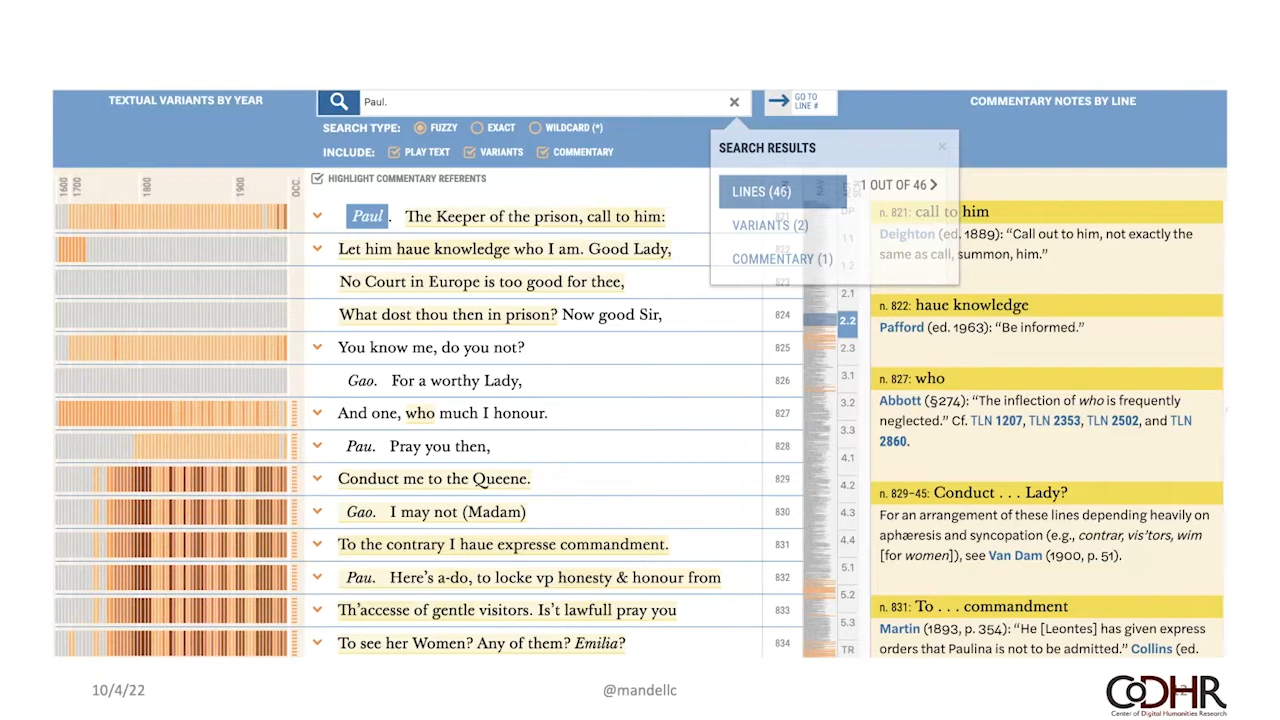 TEXTUAL VARIANTS BY YEAR
Paul.
GO TO
LINE #
COMMENTARY NOTES BY LINE
SEARCH TYPE: FUZZY EXACT WILDCARD (*)
INCLUDE: PLAY TEXT VARIANTS COMMENTARY
SEARCH RESULTS
LINES (46)
1 OUT OF 46
VARIANTS (2)
COMMENTARY (1)
1600 1700 1800 1900 OCC.
HIGHLIGHT COMMENTARY REFERENTS
Paul. The Keeper of the prison, call to him: 821
Let him haue knowledge who I am. Good Lady, 822
No Court in Europe is too good for thee, 823
What dost thou then in prison? Now good Sir, 824
You know me, do you not? 825
Gao. For a worthy Lady, 826
And one, who much I honour. 827
Pau. Pray you then, 828
Conduct me to the Queene. 829
Gao. I may not (Madam) 830
To the contrary I haue expresse commandment. 831
Pau. Here's a-do, to locke vp honesty & honour from 832
Th'accesse of gentle visitors. Is't lawfull pray you 833
To see her Women? Any of them? Emilia? 834
NAV
DP
1.1
1.2
2.1
2.2
2.3
3.1
3.2
3.3
4.1
4.2
4.3
4.4
5.1
5.2
5.3
TR
n. 821: call to him
Deighton (ed. 1889): “Call out to him, not exactly the
same as call, summon, him.”
n. 822: haue knowledge
Pafford (ed. 1963): “Be informed.”
n. 827: who
Abbott (§274): “The inflection of who is frequently
neglected.” Cf. TLN 1207, TLN 2353, TLN 2502, and TLN
2860.
n. 829–45: Conduct . . . Lady?
For an arrangement of these lines depending heavily on
aphæresis and syncopation (e.g., contrar, vis'tors, wim
[for women]), see Van Dam (1900, p. 51).
n. 831: To . . . commandment
Martin (1893, p. 354): “He [Leontes] has given express
orders that Paulina is not to be admitted.” Collins (ed.
10/4/22
@mandellc
12
CoDHR
Center of Digital Humanities Research